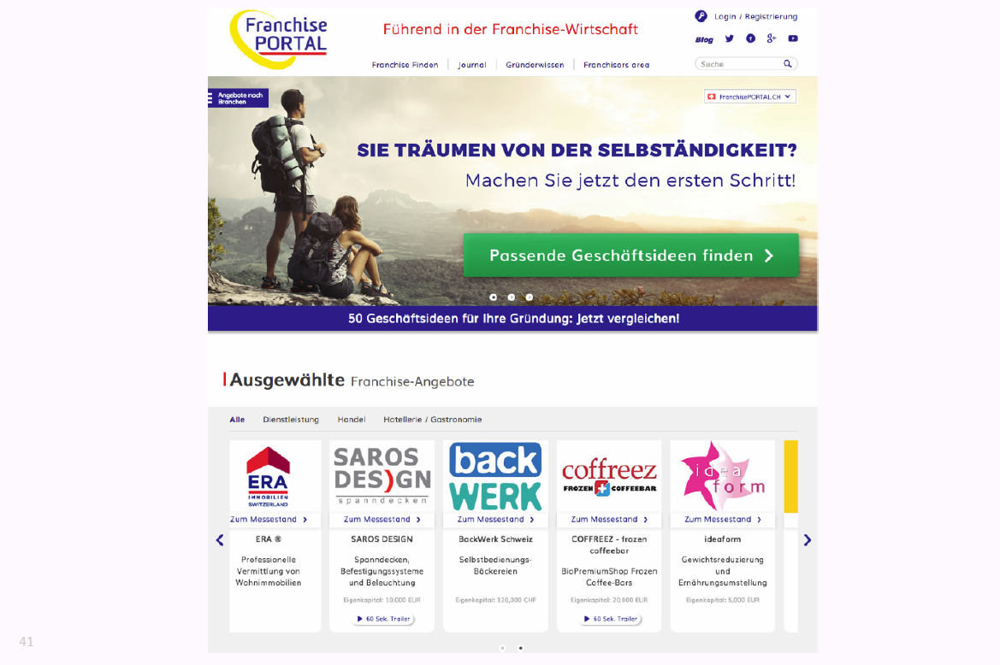 Franchise
PORTAL
Führend in der Franchise-Wirtschaft
Login / Registrierung
Blog
Franchise Finden
Journal
Gründerwissen
Franchisors area
Suche
Angebote nach
Branchen
FranchisePORTAL.CH
SIE TRÄUMEN VON DER SELBSTÄNDIGKEIT?
Machen Sie jetzt den ersten Schritt!
Passende Geschäftsideen finden
50 Geschäftsideen für Ihre Gründung: Jetzt vergleichen!
Ausgewählte Franchise-Angebote
Alle
Dienstleistung
Handel
Hotellerie / Gastronomie
ERA
IMMOBILIEN
SWITZERLAND
Zum Messestand
ERA ®
Professionelle
Vermittlung von
Wohnimmobilien
SAROS
DESIGN
spanndecken
Zum Messestand
SAROS DESIGN
Spanndecken,
Befestigungssysteme
und Beleuchtung
Eigenkapital: 10,000 EUR
60 Sek. Trailer
back
WERK
Zum Messestand
BackWerk Schweiz
Selbstbedienungs-
Bäckereien
Eigenkapital: 120,000 CHF
coffreez
FROZEN COFFEEBAR
Zum Messestand
COFFREEZ - frozen
coffeebar
BioPremiumShop Frozen
Coffee-Bars
Eigenkapital: 20,000 EUR
60 Sek. Trailer
idea
form
Zum Messestand
ideaform
Gewichtsreduzierung
und
Ernährungsumstellung
Eigenkapital: 5,000 EUR
41